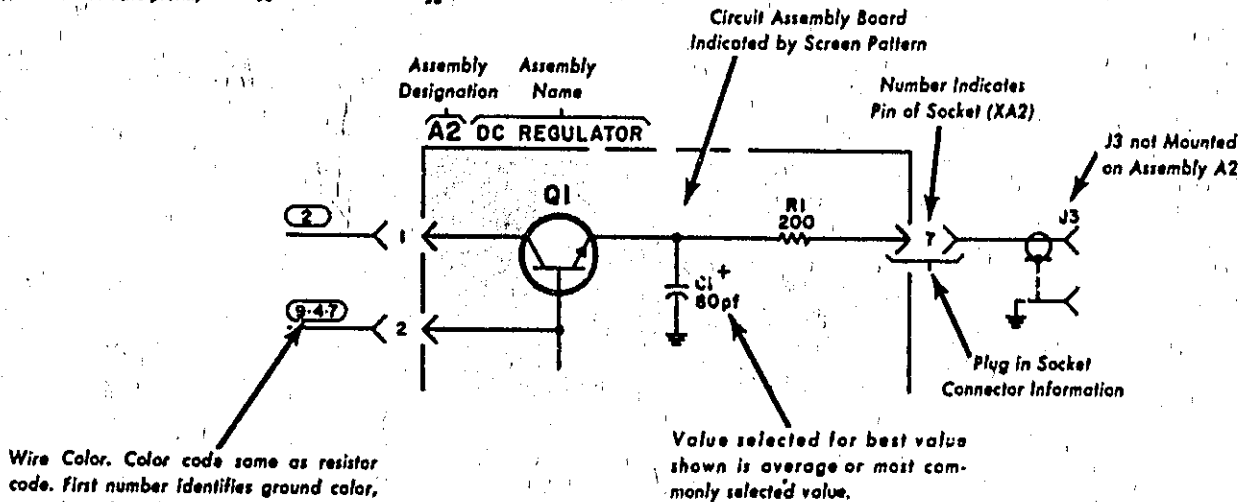 Circuit Assembly Board
Indicated by Screen Pattern
Assembly Designation
Assembly Name
A2 DC REGULATOR
Number Indicates
Pin of Socket (XA2)
J3 not Mounted
on Assembly A2
Q1
R1
200
J3
2
1
7
C1 +
80pf
9-4-7
2
Plug in Socket
Connector Information
Wire Color. Color code same as resistor
code. First number identifies ground color,
Value selected for best value
shown is average or most com-
monly selected value.